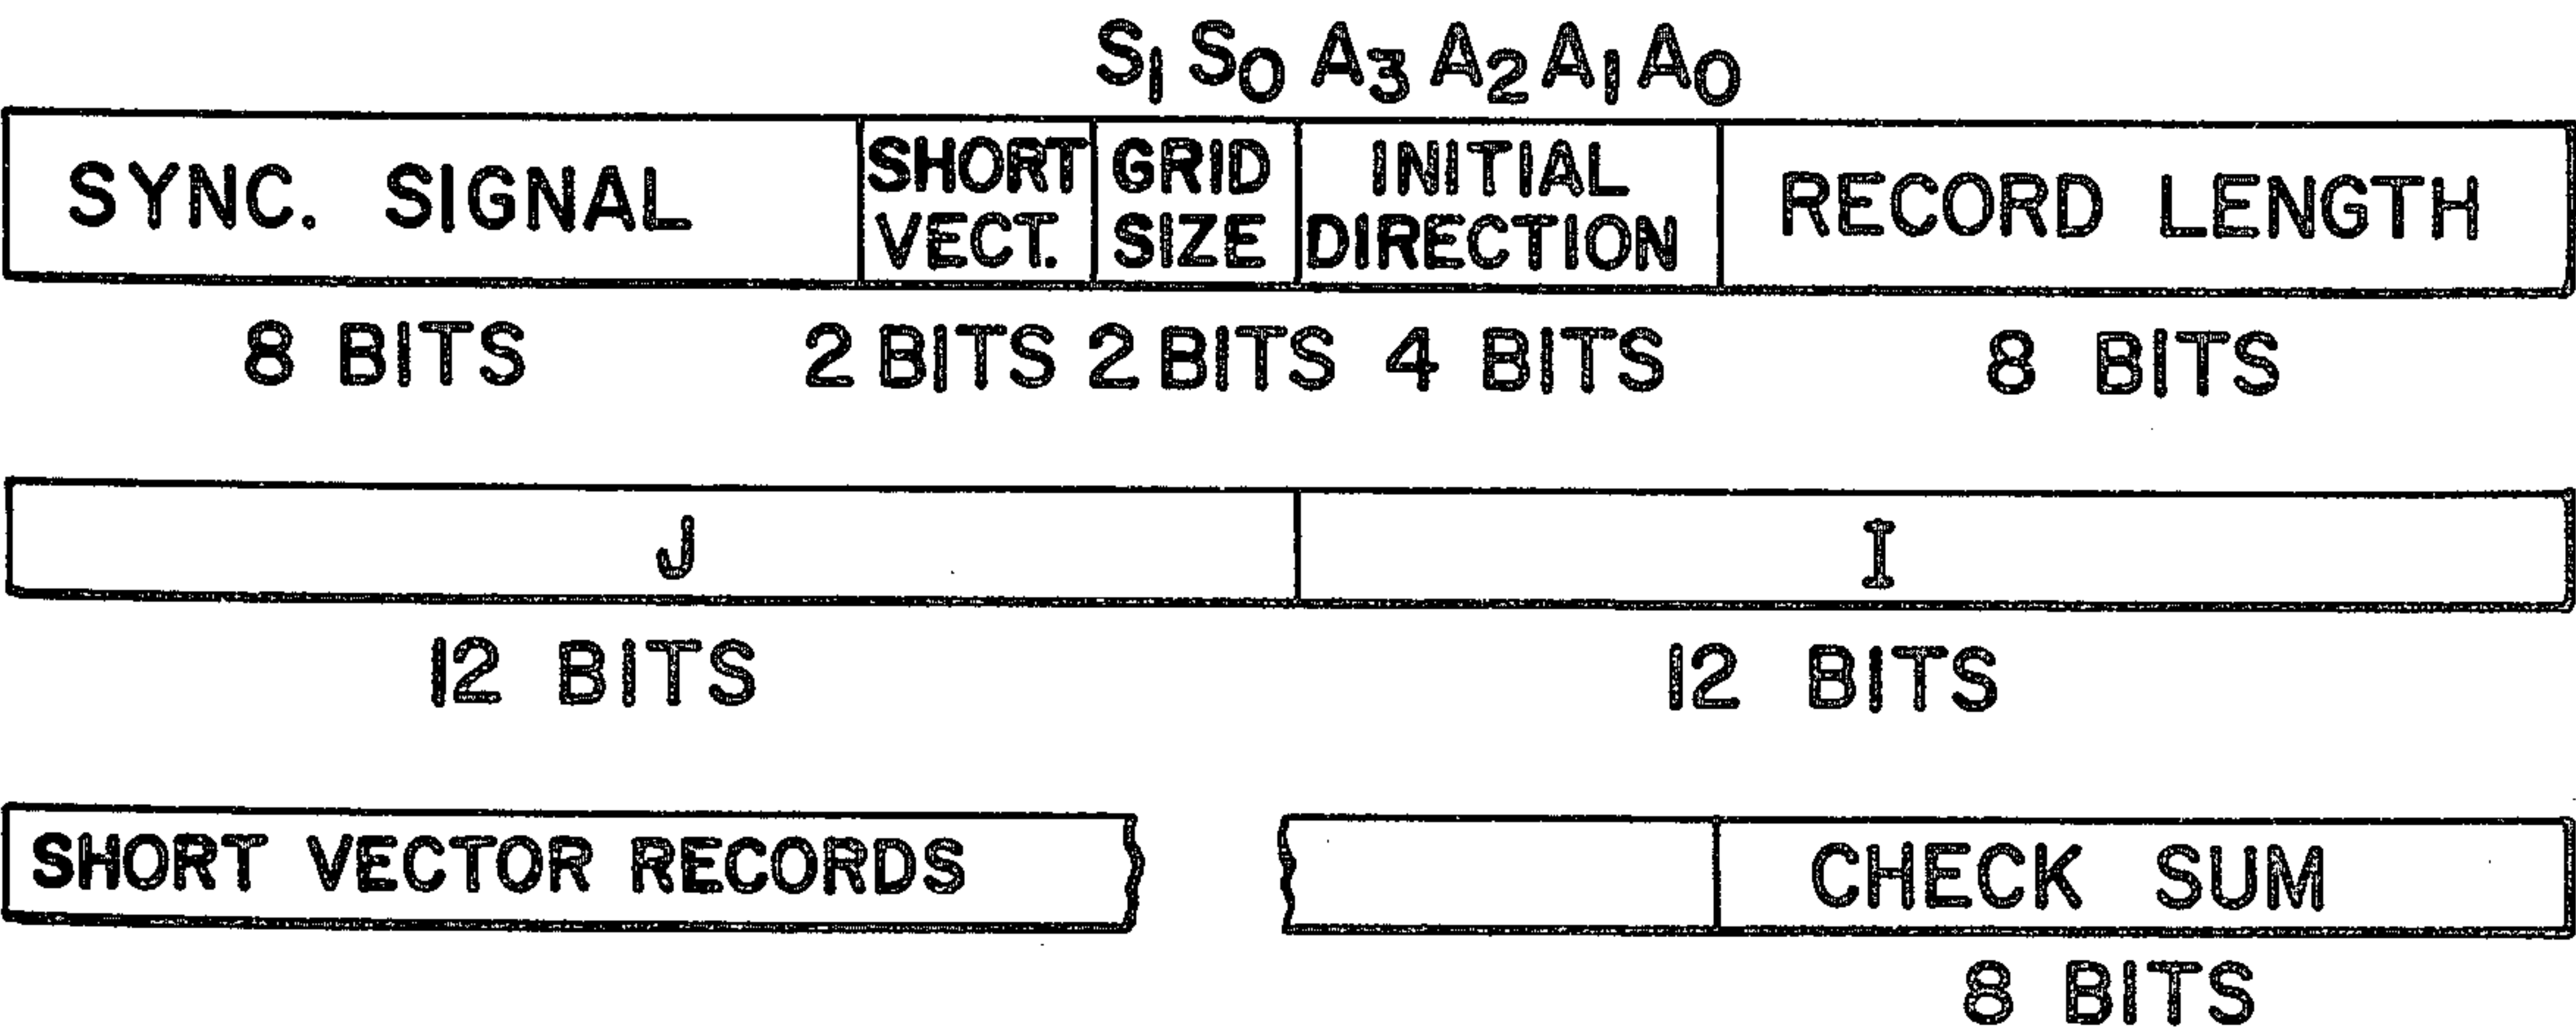 S₁ S₀ A₃ A₂ A₁ A₀
SYNC. SIGNAL
SHORT
VECT.
GRID
SIZE
INITIAL
DIRECTION
RECORD LENGTH
8 BITS 2 BITS 2 BITS 4 BITS 8 BITS
J I
12 BITS 12 BITS
SHORT VECTOR RECORDS CHECK SUM
8 BITS